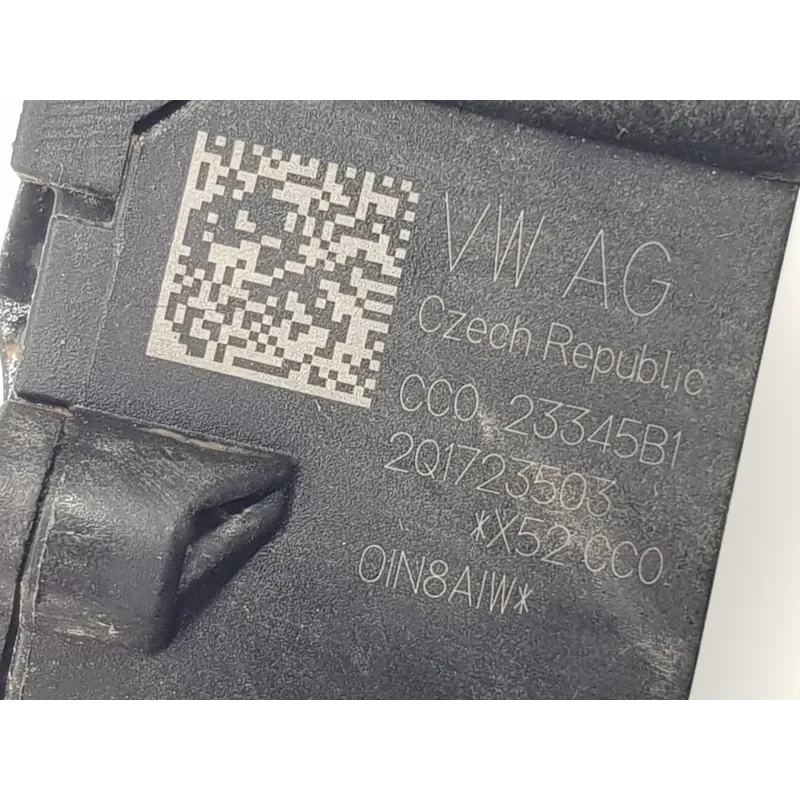 VW AG
Czech Republic
CC0 23345B1
2Q1723503
*X52 CC0
0IN8AIW*